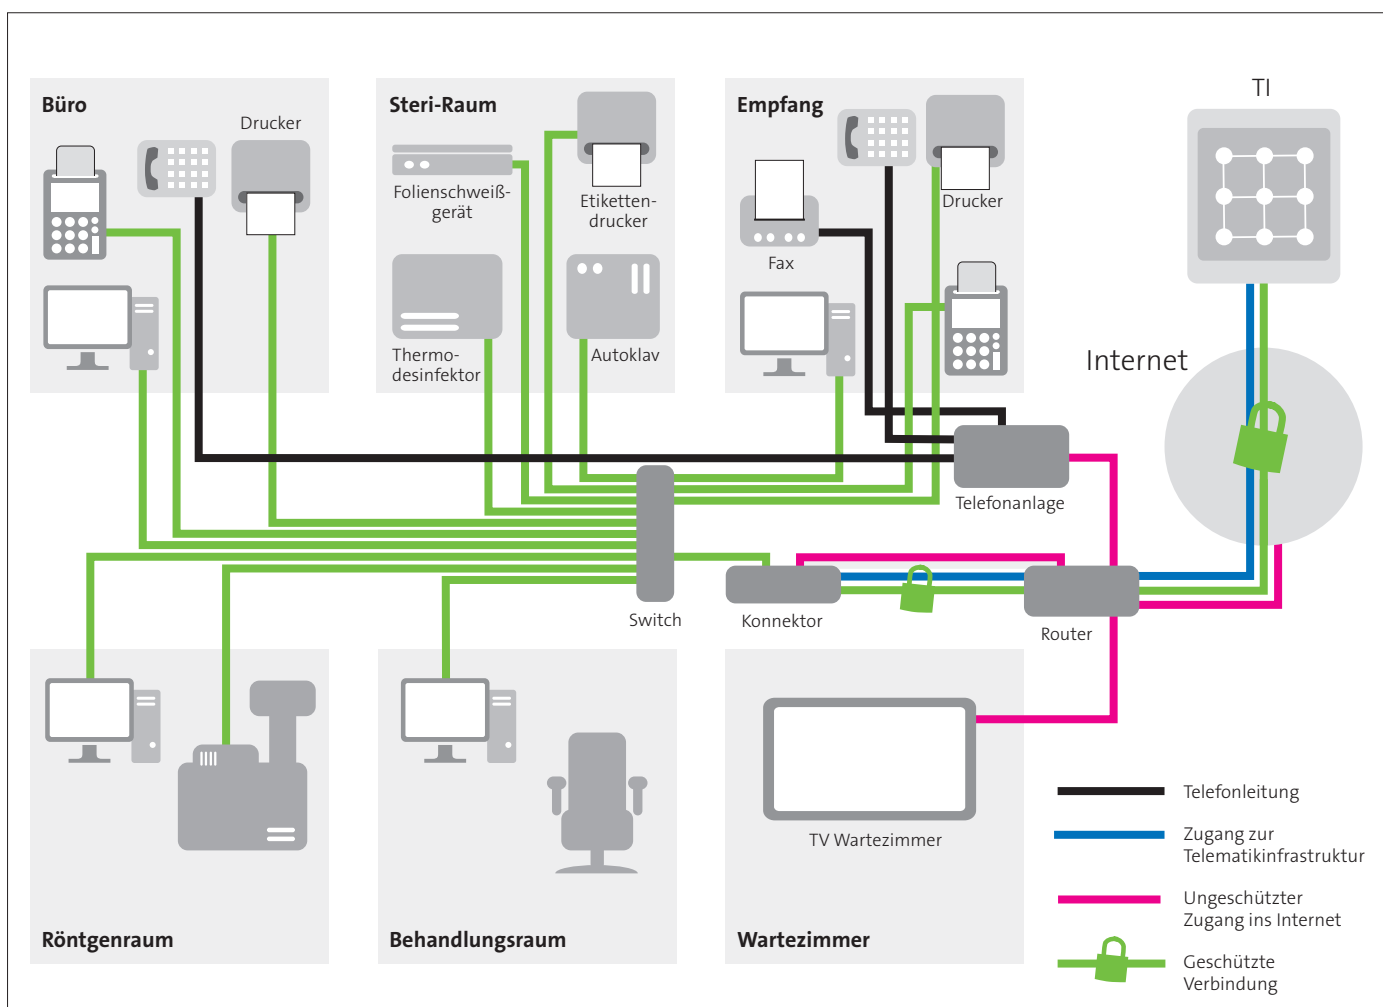 Büro
Drucker
Steri-Raum
Folienschweiß-
gerät
Etiketten-
drucker
Thermo-
desinfektor
Autoklav
Empfang
Drucker
Fax
TI
Internet
Telefonanlage
Switch
Konnektor
Router
TV Wartezimmer
Röntgenraum
Behandlungsraum
Wartezimmer
Telefonleitung
Zugang zur
Telematikinfrastruktur
Ungeschützter
Zugang ins Internet
Geschützte
Verbindung